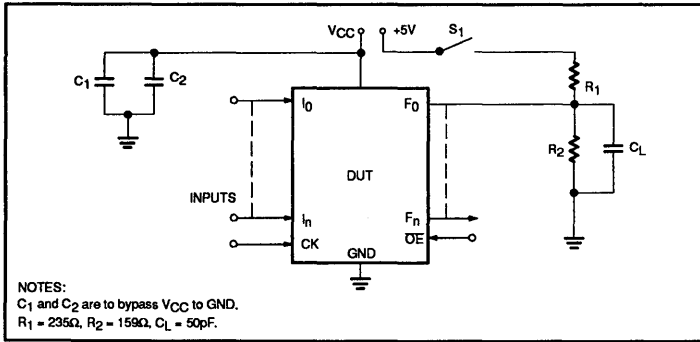 VCC +5V S1
C1 C2
R1
I0 F0
R2 CL
DUT
INPUTS
In Fn
CK OE
GND
NOTES:
C1 and C2 are to bypass VCC to GND.
R1 = 235Ω, R2 = 159Ω, CL = 50pF.